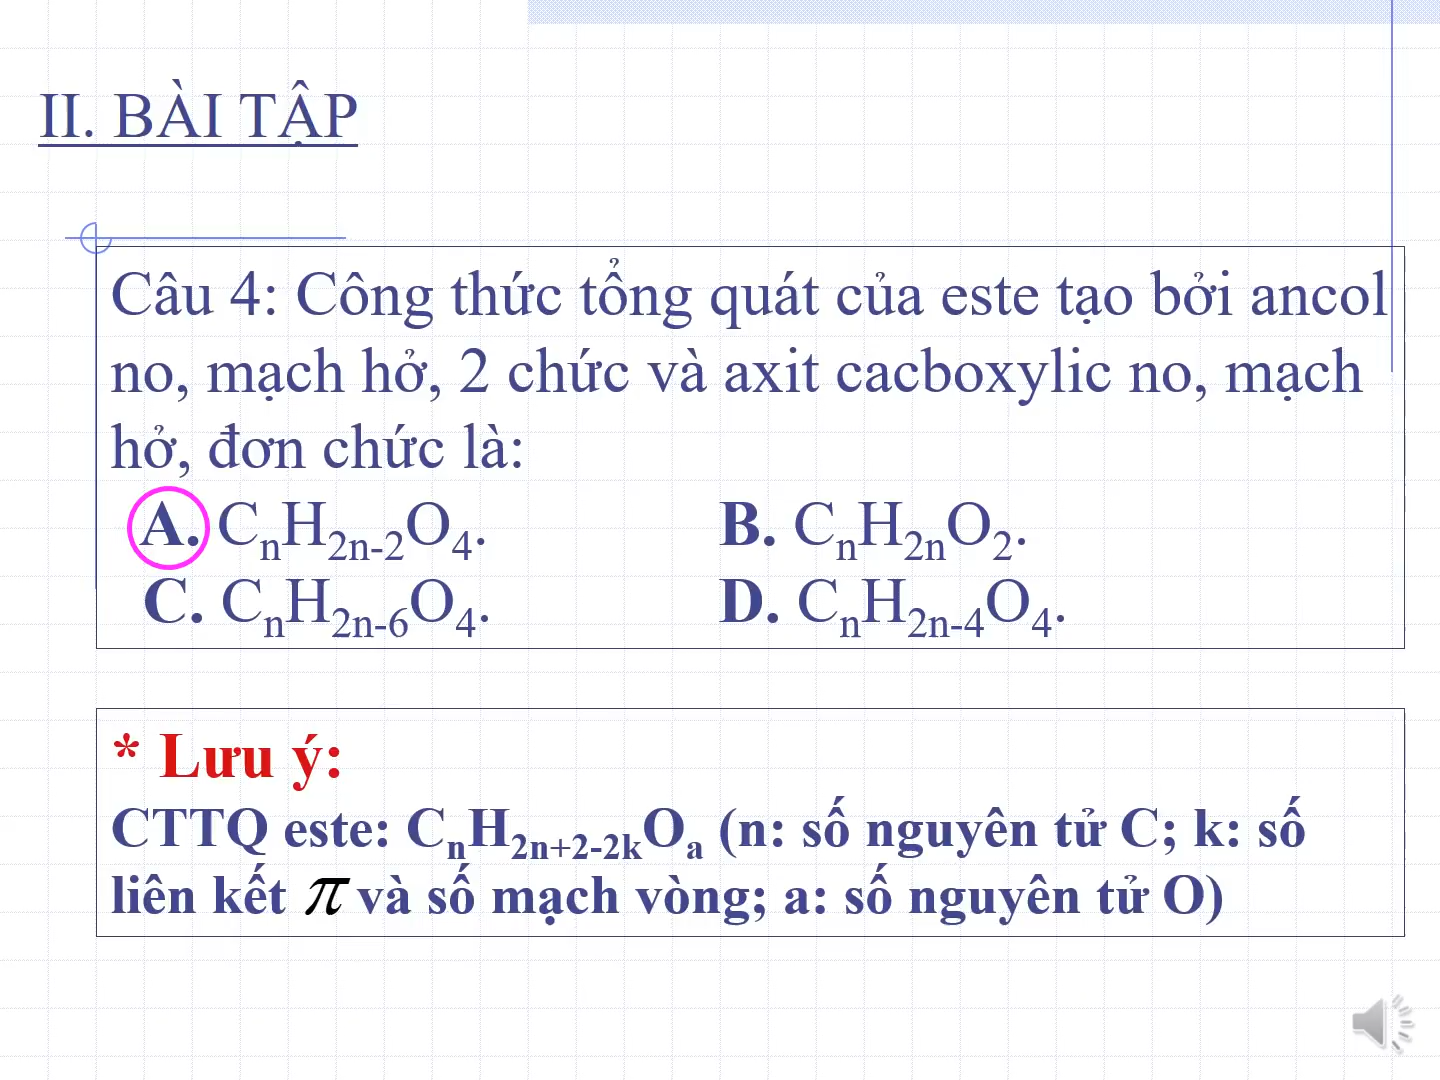 II. BÀI TẬP
Câu 4: Công thức tổng quát của este tạo bởi ancol
no, mạch hở, 2 chức và axit cacboxylic no, mạch
hở, đơn chức là:
A. CₙH₂ₙ₋₂O₄. B. CₙH₂ₙO₂.
C. CₙH₂ₙ₋₆O₄. D. CₙH₂ₙ₋₄O₄.
* Lưu ý:
CTTQ este: CₙH₂ₙ₊₂₋₂ₖOₐ (n: số nguyên tử C; k: số
liên kết π và số mạch vòng; a: số nguyên tử O)